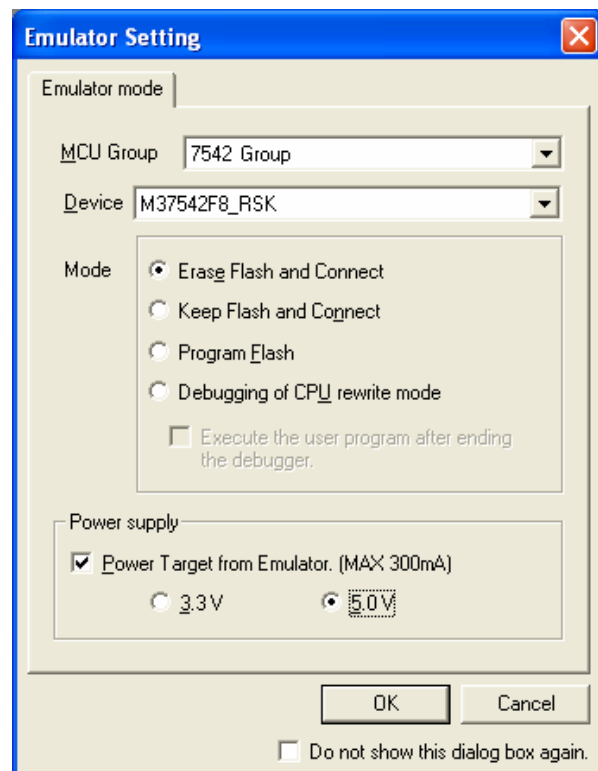 Emulator Setting
Emulator mode
MCU Group
7542 Group
Device
M37542F8_RSK
Mode
Erase Flash and Connect
Keep Flash and Connect
Program Flash
Debugging of CPU rewrite mode
Execute the user program after ending
the debugger.
Power supply
Power Target from Emulator. (MAX 300mA)
3.3 V
5.0 V
OK
Cancel
Do not show this dialog box again.